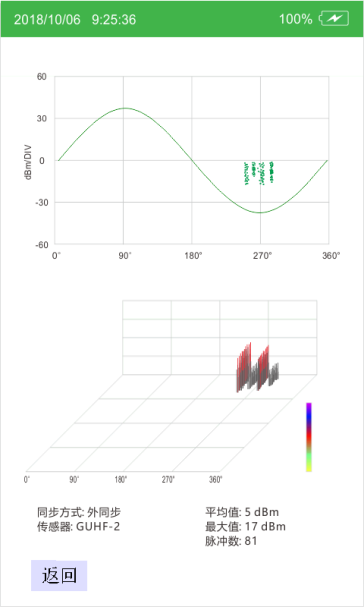 2018/10/06 9:25:36 100%
60
30
0
-30
-60
dBm/DIV
0° 90° 180° 270° 360°
0° 90° 180° 270° 360°
同步方式: 外同步
传感器: GUHF-2
平均值: 5 dBm
最大值: 17 dBm
脉冲数: 81
返回